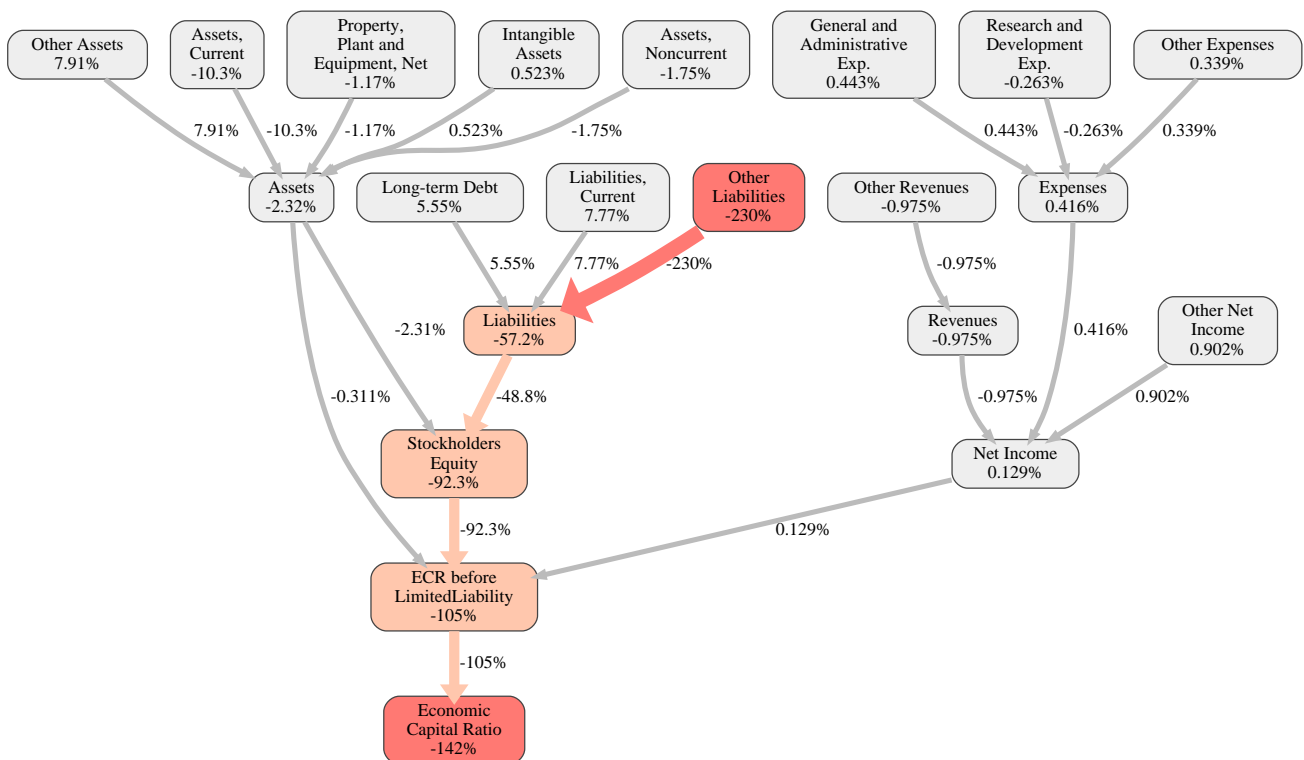 Other Assets
7.91%
Assets,
Current
-10.3%
Property,
Plant and
Equipment, Net
-1.17%
Intangible
Assets
0.523%
Assets,
Noncurrent
-1.75%
General and
Administrative
Exp.
0.443%
Research and
Development
Exp.
-0.263%
Other Expenses
0.339%
7.91%
-10.3%
-1.17%
0.523%
-1.75%
0.443%
-0.263%
0.339%
Assets
-2.32%
Long-term Debt
5.55%
Liabilities,
Current
7.77%
Other
Liabilities
-230%
Other Revenues
-0.975%
Expenses
0.416%
5.55%
7.77%
-230%
-0.975%
-2.31%
Liabilities
-57.2%
Revenues
-0.975%
0.416%
Other Net
Income
0.902%
-0.311%
-48.8%
-0.975%
0.902%
Stockholders
Equity
-92.3%
Net Income
0.129%
-92.3%
0.129%
ECR before
LimitedLiability
-105%
-105%
Economic
Capital Ratio
-142%